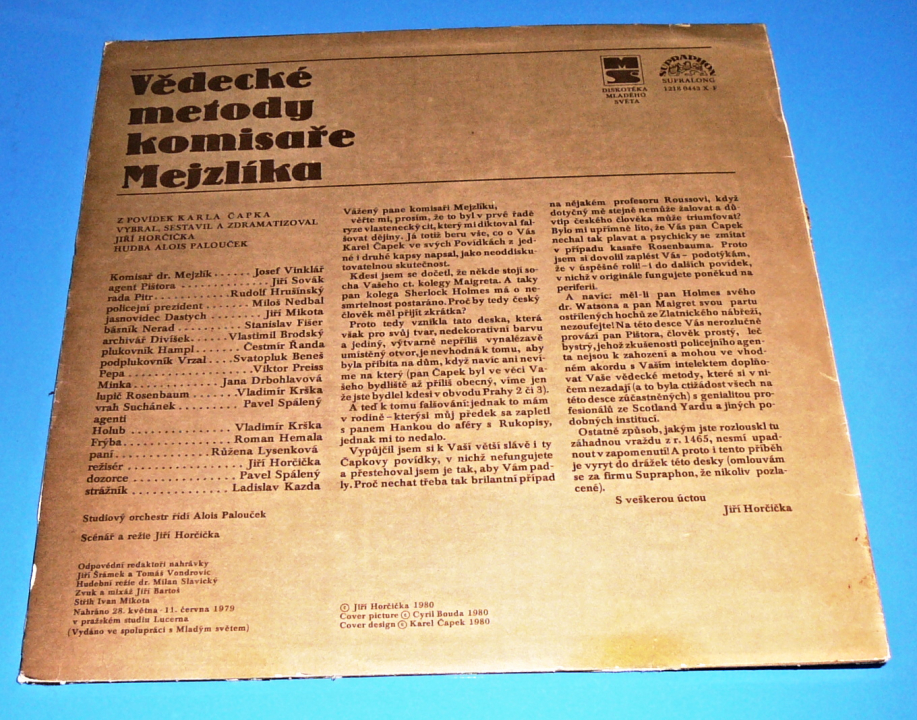 Vědecké
metody
komisaře
Mejzlíka
MS
DISKOTÉKA
MLADÉHO
SVĚTA
SUPRAPHON
SUPRALONG
1218 0443 X-F
Z POVÍDEK KARLA ČAPKA
VYBRAL, SESTAVIL A ZDRAMATIZOVAL
JIŘÍ HORČIČKA
HUDBA ALOIS PALOUČEK
Komisař dr. Mejzlík . . . . . . Josef Vinklář
agent Pištora . . . . . . . . . . . . . . Jiří Sovák
rada Pitr . . . . . . . . . . . . Rudolf Hrušínský
policejní prezident . . . . . . . Miloš Nedbal
jasnovidec Dastych . . . . . . . . Jiří Mikota
básník Nerad . . . . . . . . . . Stanislav Fišer
archivář Divíšek . . . . . . Vlastimil Brodský
plukovník Hampl . . . . . . . Čestmír Řanda
podplukovník Vrzal . . . . Svatopluk Beneš
Pepa . . . . . . . . . . . . . . . . . . . Viktor Preiss
Minka . . . . . . . . . . . . . Jana Drbohlavová
lupič Rosenbaum . . . . . . . Vladimír Krška
vrah Suchánek . . . . . . . . . . Pavel Spálený
agenti
Holub . . . . . . . . . . . . . . . . Vladimír Krška
Frýba . . . . . . . . . . . . . . . . Roman Hemala
paní . . . . . . . . . . . . . . . Růžena Lysenková
režisér . . . . . . . . . . . . . . . . . Jiří Horčička
dozorce . . . . . . . . . . . . . . . . Pavel Spálený
strážník . . . . . . . . . . . . . . . Ladislav Kazda
Studiový orchestr řídí Alois Palouček
Scénář a režie Jiří Horčička
Odpovědní redaktoři nahrávky
Jiří Šrámek a Tomáš Vondrovic
Hudební režie dr. Milan Slavický
Zvuk a mixáž Jiří Bartoš
Střih Ivan Mikota
Nahráno 28. května - 11. června 1979
v pražském studiu Lucerna
(Vydáno ve spolupráci s Mladým světem)
Vážený pane komisaři Mejzlíku,
věřte mi, prosím, že to byl v prvé řadě
ryze vlastenecký cit, který mi diktoval fal-
šovat dějiny. Já totiž beru vše, co o Vás
Karel Čapek ve svých Povídkách z jed-
né i druhé kapsy napsal, jako neoddisku-
tovatelnou skutečnost.
Kdesi jsem se dočetl, že někde stojí so-
cha Vašeho ct. kolegy Maigreta. A taky
pan kolega Sherlock Holmes má o ne-
smrtelnost postaráno. Proč by tedy český
člověk měl přijít zkrátka?
Proto tedy vznikla tato deska, která
však pro svůj tvar, nedekorativní barvu
a jediný, výtvarně nepříliš vynalézavě
umístěný otvor, je nevhodná k tomu, aby
byla přibita na dům, když navíc ani neví-
me na který (pan Čapek byl ve věci Va-
šeho bydliště až příliš obecný, víme jen
že jste bydlel kdesi v obvodu Prahy 2 či 3).
A teď k tomu falšování: jednak to mám
v rodině - kterýsi můj předek sa zapletl
s panem Hankou do aféry s Rukopisy,
jednak mi to nedalo.
Vypůjčil jsem si k Vaší větší slávě i ty
Čapkovy povídky, v nichž nefungujete
a přestehoval jsem je tak, aby Vám pad-
ly. Proč nechat třeba tak brilantní případ
na nějakém profesoru Roussovi, když
dotyčný mě stejně nemůže žalovat a dů-
vtip českého člověka může triumfovat?
Bylo mi upřímně líto, že Vás pan Čapek
nechal tak plavat a psychicky se zmítat
v případu kasaře Rosenbauma. Proto
jsem si dovolil zaplést Vás - podotýkám,
že v úspěšné roli! - i do dalších povídek,
v nichž v originále fungujete poněkud na
periferii.
A navíc: měl-li pan Holmes svého
dr. Watsona a pan Maigret svou partu
ostřílených hochů ze Zlatnického nábřeží,
nezoufejte! Na této desce Vás nerozlučně
provází pan Pištora, člověk prostý, leč
bystrý, jehož zkušenosti policejního agen-
ta nejsou k zahození a mohou ve vhod-
ném akordu s Vaším intelektem doplňo-
vat Vaše vědecké metody, které si v ni-
čem nezadají (a to byla ctižádost všech na
této desce zúčastněných) s genialitou pro-
fesionálů ze Scotland Yardu a jiných po-
dobných institucí.
Ostatně způsob, jakým jste rozlouskl tu
záhadnou vraždu z r. 1465, nesmí upad-
nout v zapomenutí! A proto i tento příběh
je vyryt do drážek této desky (omlouvám
se za firmu Supraphon, že nikoliv pozla-
cené).
S veškerou úctou
Jiří Horčička
© Jiří Horčička 1980
Cover picture © Cyril Bouda 1980
Cover design © Karel Čapek 1980